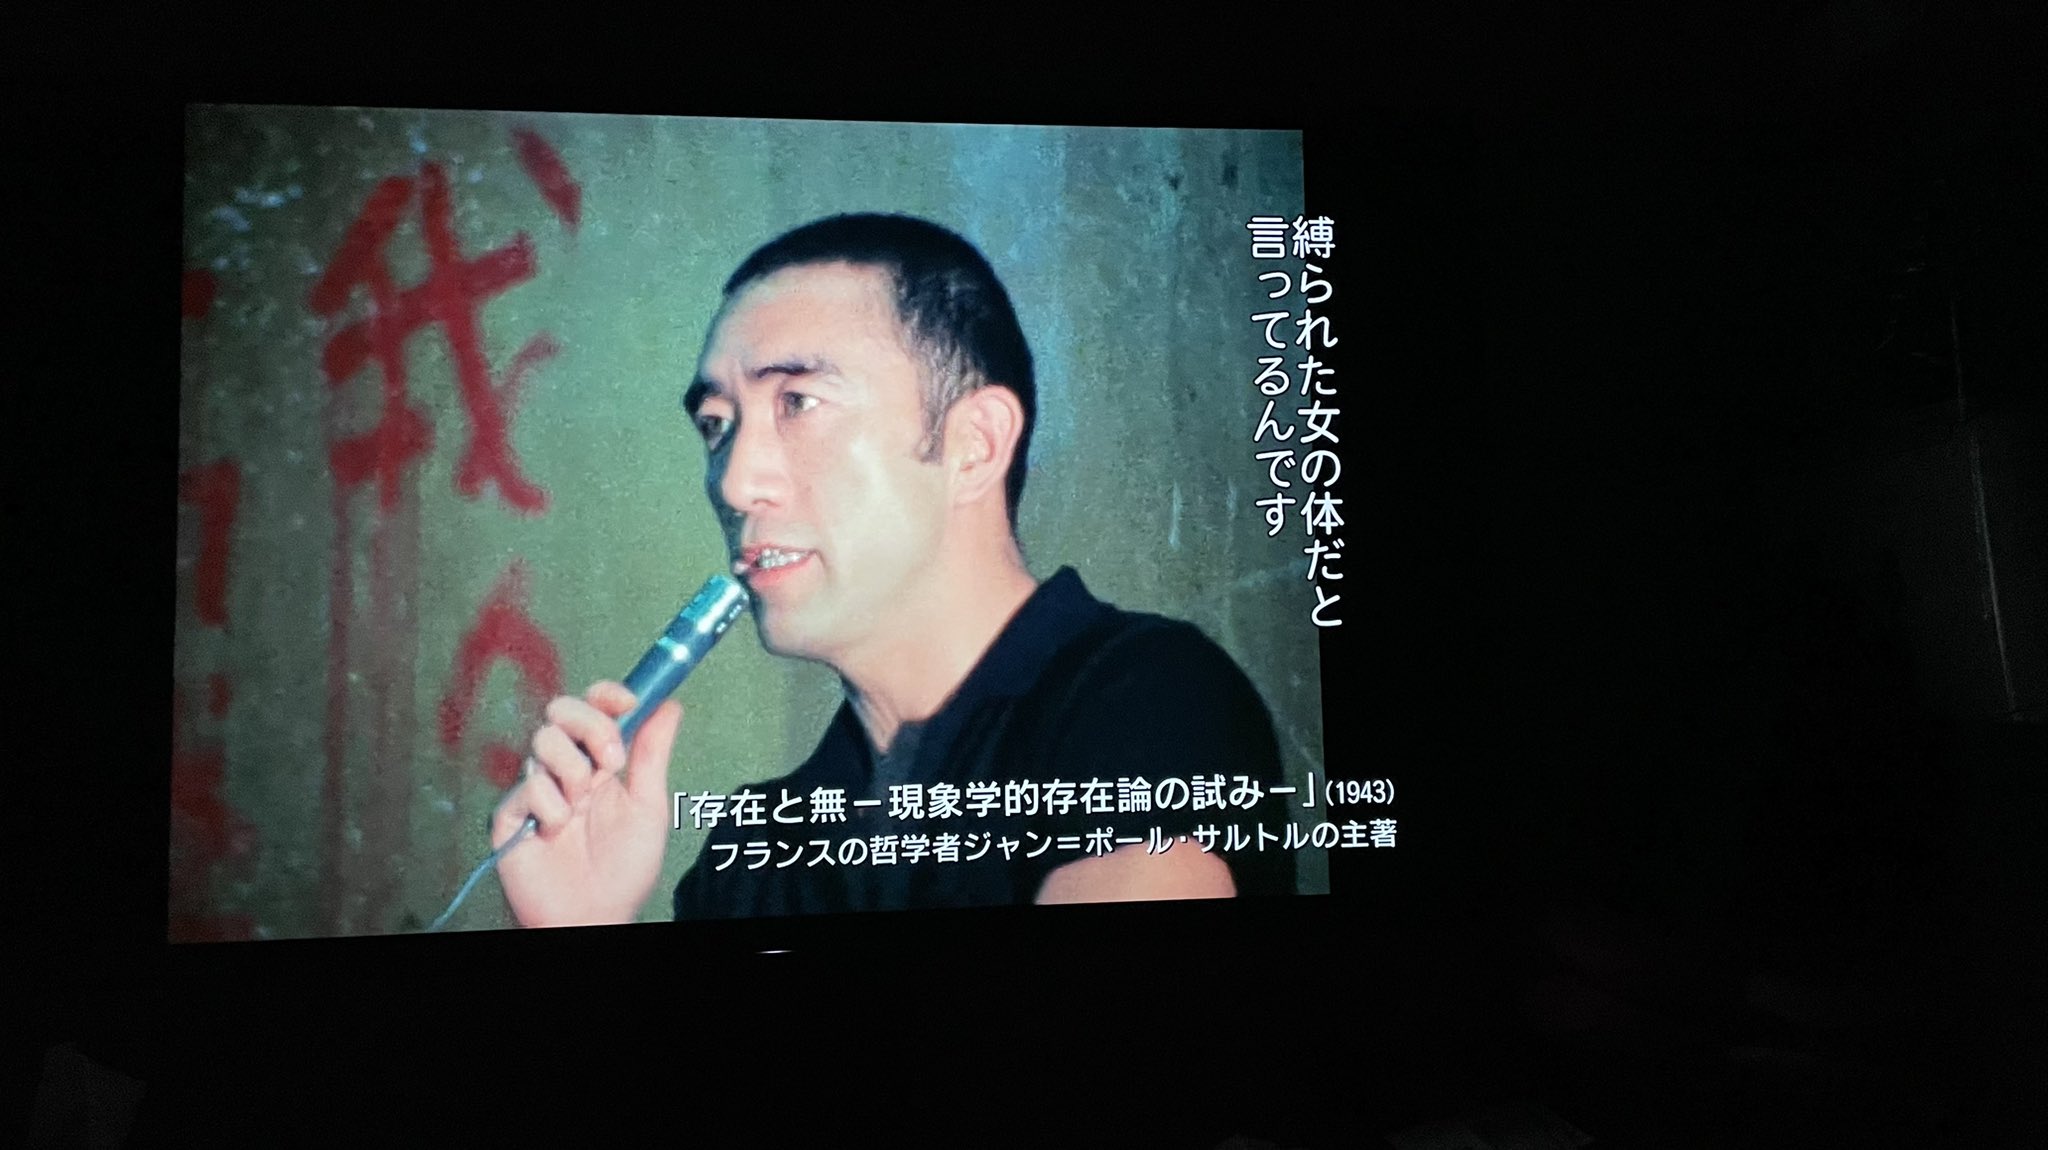 縛られた女の体だと
言ってるんです
「存在と無－現象学的存在論の試み－」(1943)
フランスの哲学者ジャン＝ポール・サルトルの主著
我